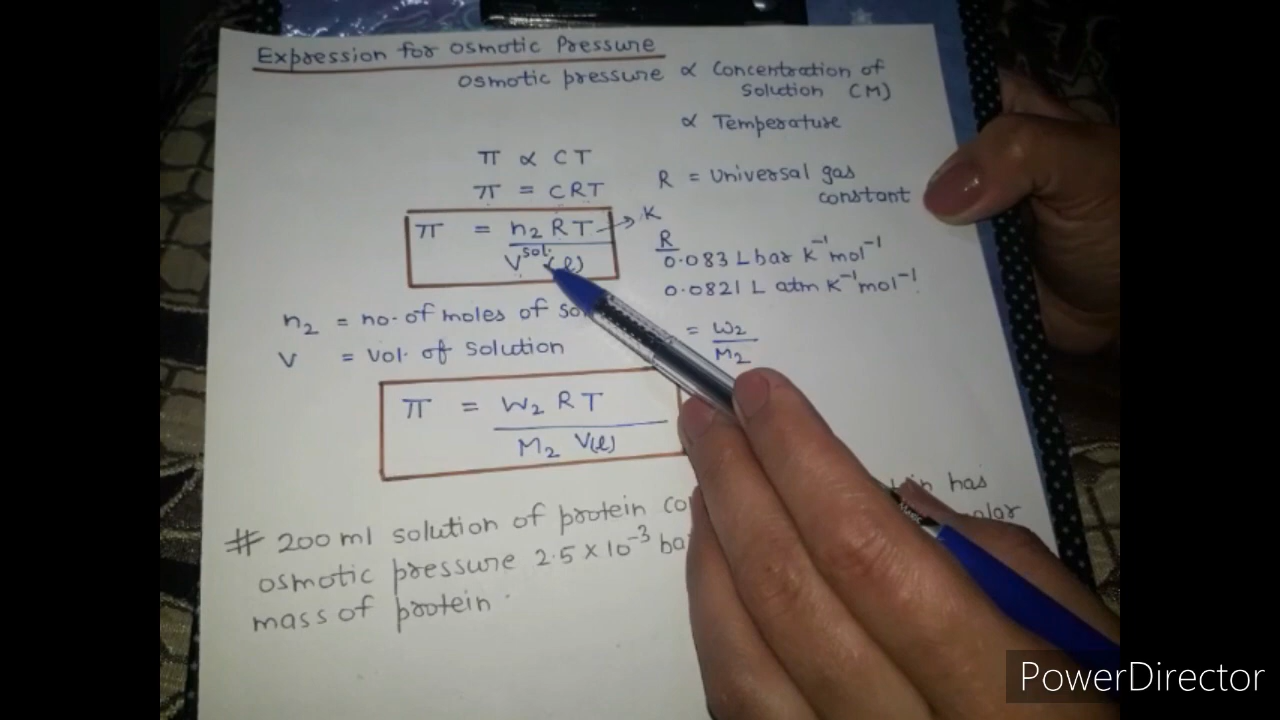 Expression for Osmotic Pressure
Osmotic pressure ∝ Concentration of
Solution (M)
∝ Temperature
π ∝ CT
π = CRT
R = Universal gas
constant
π = n₂ RT → K
V sol. (l)
R
0.083 L bar K⁻¹ mol⁻¹
0.0821 L atm K⁻¹ mol⁻¹
n₂ = no. of moles of
= W₂
M₂
V = Vol. of Solution
π = W₂ RT
M₂ V(l)
# 200 ml solution of protein has
osmotic pressure 2.5 × 10⁻³
mass of protein.
PowerDirector